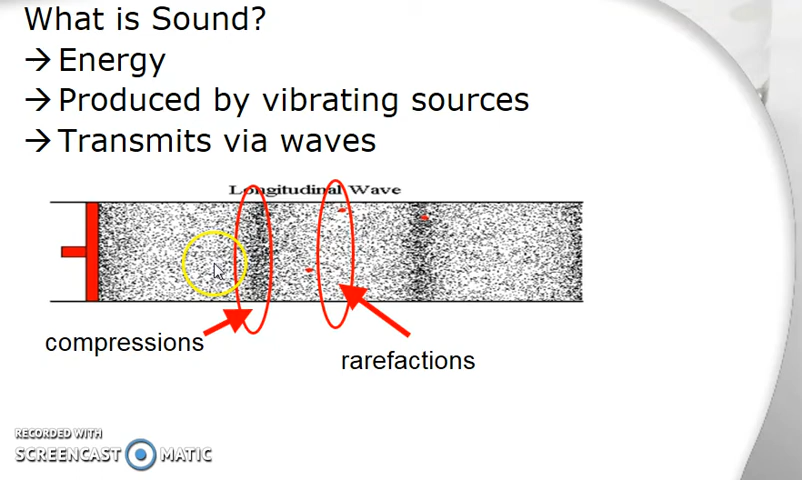 What is Sound?
→ Energy
→ Produced by vibrating sources
→ Transmits via waves
Longitudinal Wave
compressions
rarefactions
RECORDED WITH
SCREENCAST MATIC